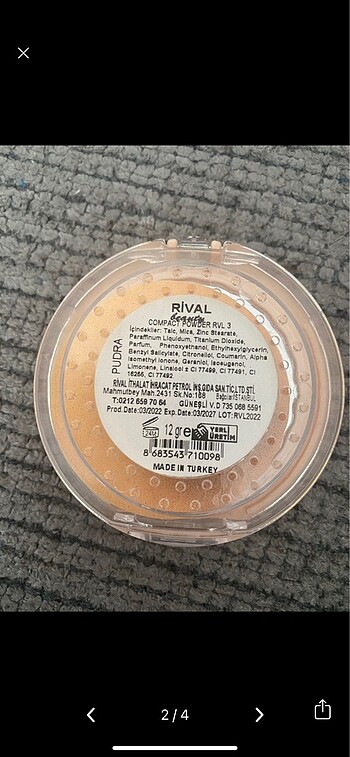 RİVAL
beauty
COMPACT POWDER RVL 3
İçindekiler: Talc, Mica, Zinc Stearate,
Paraffinum Liquidum, Titanium Dioxide,
Parfum, Phenoxyethanol, Ethylhexylglycerin,
Benzyl Salicylate, Citronellol, Coumarin, Alpha
Isomethyl Ionone, Geraniol, Isoeugenol,
Limonene, Linalool ± CI 77499, CI 77491, CI
CI 77492
PUDRA
RİVAL İTHALAT İHRACAT PETROL İNŞ.GIDA SAN.TİC.LTD.ŞTİ.
Mahmutbey Mah.2431 Sk.No:168 Bağcılar/İSTANBUL
T:0212 659 70 64 GÜNEŞLİ V.D 735 068 5591
Prod.Date:03/2022 Exp.Date:03/2027 LOT:RVL2022
24M
12 gr e
YERLİ
ÜRETİM
8 683543 710098
MADE IN TURKEY
2/4